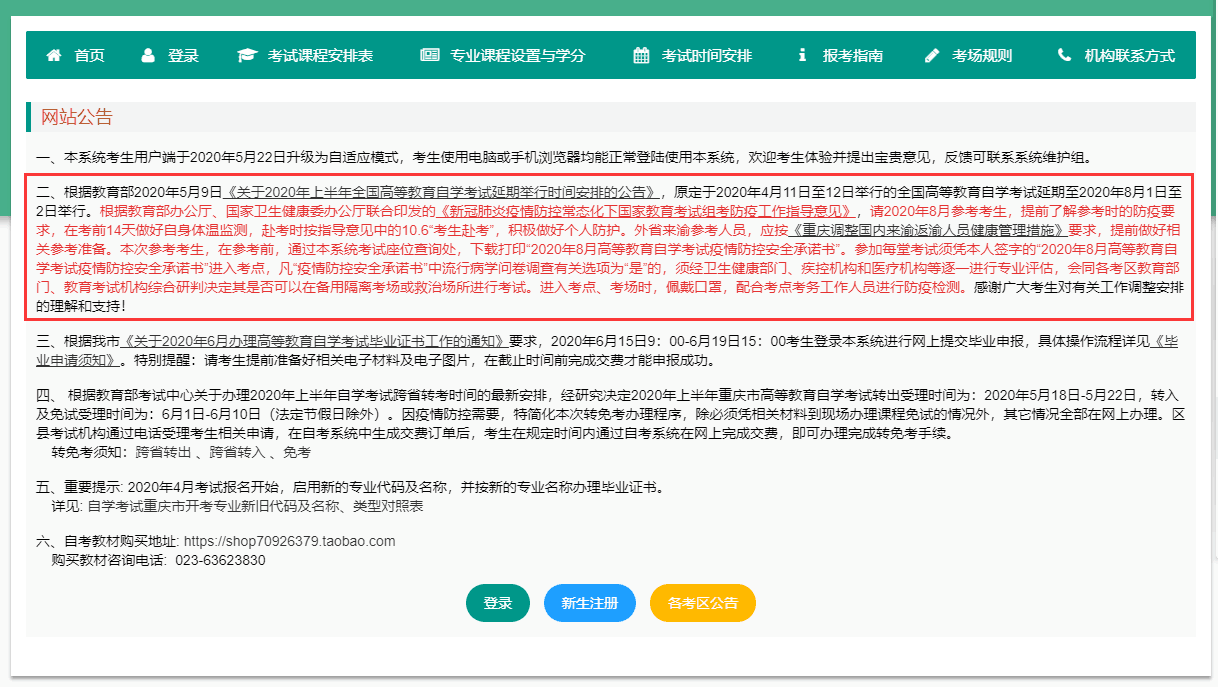 首页 登录 考试课程安排表 专业课程设置与学分 考试时间安排 报考指南 考场规则 机构联系方式
网站公告
一、本系统考生用户端于2020年5月22日升级为自适应模式，考生使用电脑或手机浏览器均能正常登陆使用本系统，欢迎考生体验并提出宝贵意见，反馈可联系系统维护组。
二、根据教育部2020年5月9日《关于2020年上半年全国高等教育自学考试延期举行时间安排的公告》，原定于2020年4月11日至12日举行的全国高等教育自学考试延期至2020年8月1日至
2日举行。根据教育部办公厅、国家卫生健康委办公厅联合印发的《新冠肺炎疫情防控常态化下国家教育考试组考防疫工作指导意见》，请2020年8月参考考生，提前了解参考时的防疫要
求，在考前14天做好自身体温监测，赴考时按指导意见中的10.6“考生赴考”，积极做好个人防护。外省来渝参考人员，应按《重庆调整国内来渝返渝人员健康管理措施》要求，提前做好相
关参考准备。本次参考考生，在参考前，通过本系统考试座位查询处，下载打印“2020年8月高等教育自学考试疫情防控安全承诺书”。参加每堂考试须凭本人签字的“2020年8月高等教育自
学考试疫情防控安全承诺书”进入考点，凡“疫情防控安全承诺书”中流行病学问卷调查有关选项为“是”的，须经卫生健康部门、疾控机构和医疗机构等逐一进行专业评估，会同各考区教育部
门、教育考试机构综合研判决定其是否可以在备用隔离考场或救治场所进行考试。进入考点、考场时，佩戴口罩，配合考点考务工作人员进行防疫检测。感谢广大考生对有关工作调整安排
的理解和支持！
三、根据我市《关于2020年6月办理高等教育自学考试毕业证书工作的通知》要求，2020年6月15日9：00-6月19日15：00考生登录本系统进行网上提交毕业申报，具体操作流程详见《毕
业申请须知》。特别提醒：请考生提前准备好相关电子材料及电子图片，在截止时间前完成交费才能申报成功。
四、 根据教育部考试中心关于办理2020年上半年自学考试跨省转考时间的最新安排，经研究决定2020年上半年重庆市高等教育自学考试转出受理时间为：2020年5月18日-5月22日，转入
及免试受理时间为：6月1日-6月10日（法定节假日除外）。因疫情防控需要，特简化本次转免考办理程序，除必须凭相关材料到现场办理课程免试的情况外，其它情况全部在网上办理。区
县考试机构通过电话受理考生相关申请，在自考系统中生成交费订单后，考生在规定时间内通过自考系统在网上完成交费，即可办理完成转免考手续。
转免考须知：跨省转出 、跨省转入 、免考
五、重要提示: 2020年4月考试报名开始，启用新的专业代码及名称，并按新的专业名称办理毕业证书。
详见: 自学考试重庆市开考专业新旧代码及名称、类型对照表
六、自考教材购买地址: https://shop70926379.taobao.com
购买教材咨询电话: 023-63623830
登录 新生注册 各考区公告